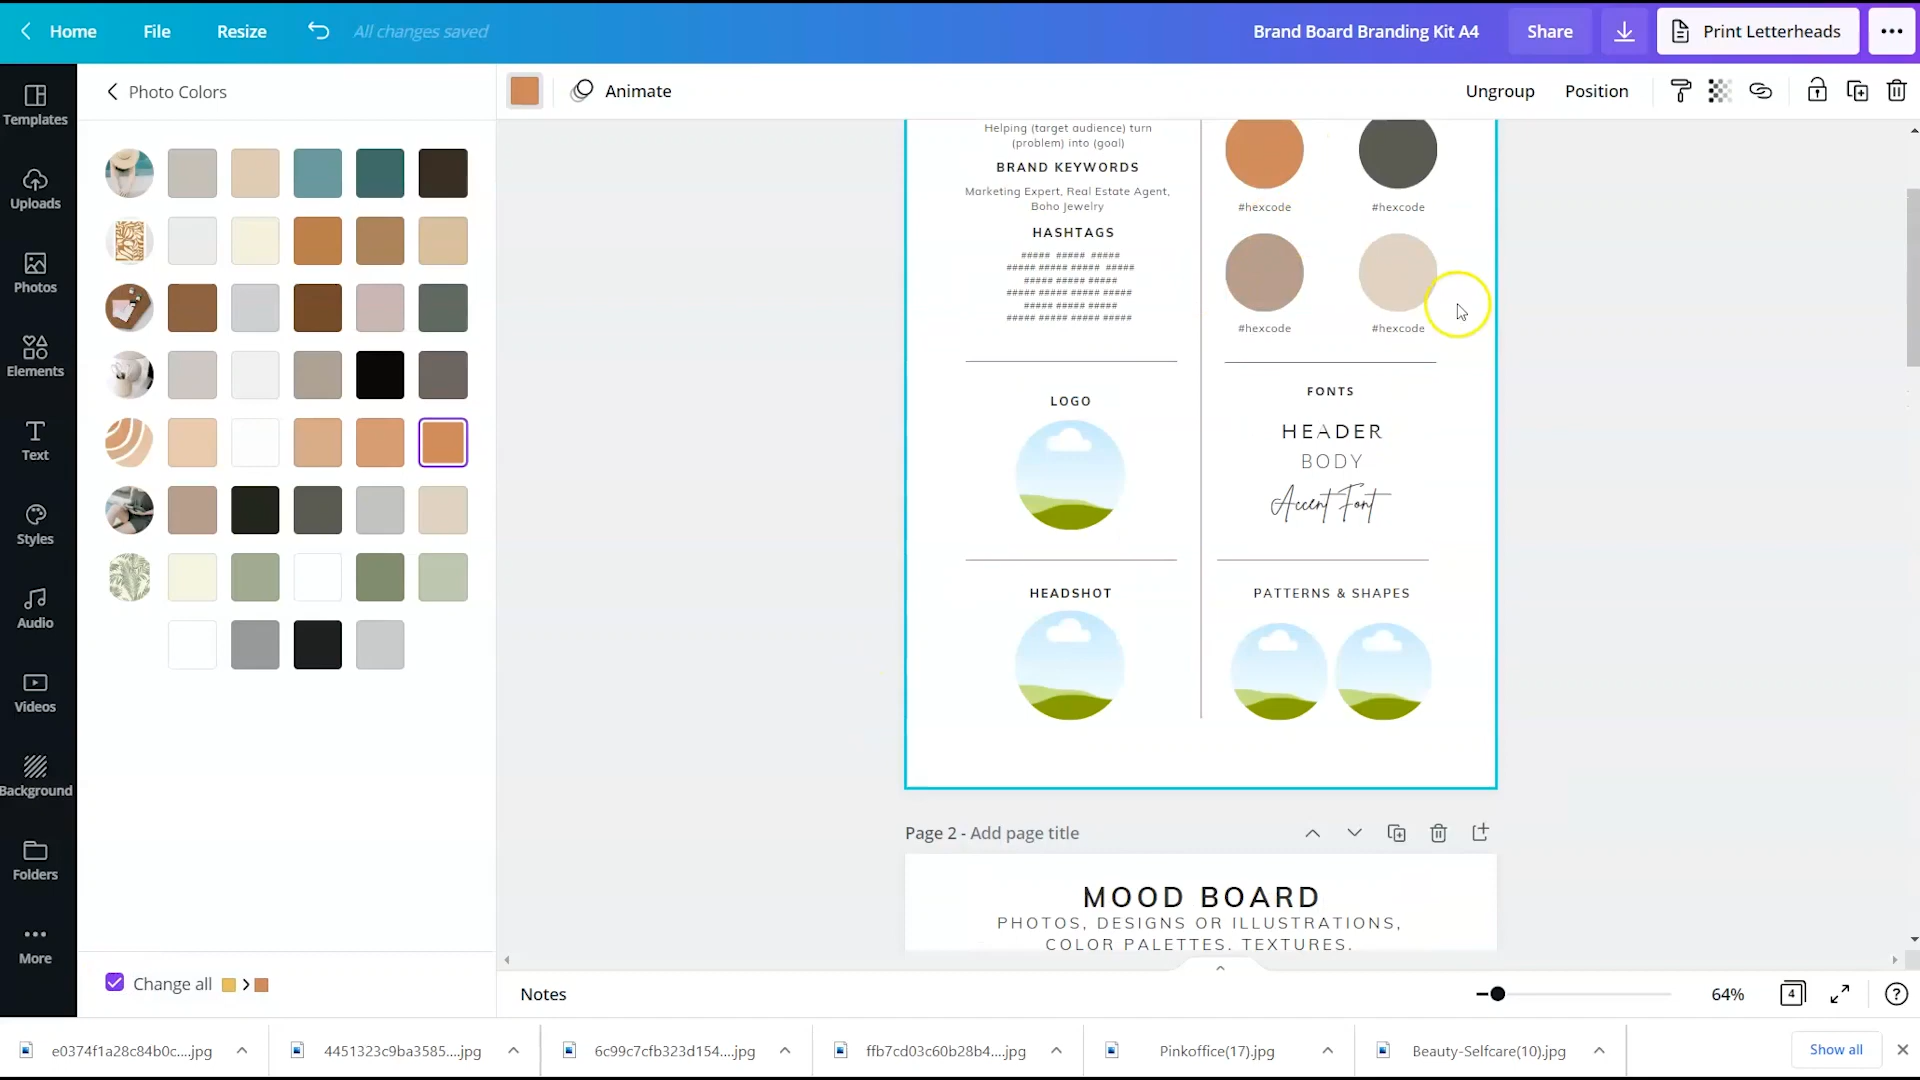 Home
File
Resize
All changes saved
Brand Board Branding Kit A4
Share
Print Letterheads
Photo Colors
Animate
Ungroup
Position
Templates
Uploads
Photos
Elements
Text
Styles
Audio
Videos
Background
Folders
More
Helping (target audience) turn
(problem) into (goal)
BRAND KEYWORDS
Marketing Expert, Real Estate Agent,
Boho Jewelry
HASHTAGS
##### ##### #####
##### ##### ##### #####
##### ##### #####
##### ##### ##### #####
##### ##### #####
##### ##### ##### #####
#hexcode
#hexcode
#hexcode
#hexcode
LOGO
FONTS
HEADER
BODY
Accent Font
HEADSHOT
PATTERNS & SHAPES
Page 2 - Add page title
MOOD BOARD
PHOTOS, DESIGNS OR ILLUSTRATIONS,
COLOR PALETTES. TEXTURES.
Change all
Notes
64%
4
?
e0374f1a28c84b0c....jpg
4451323c9ba3585....jpg
6c99c7cfb323d154....jpg
ffb7cd03c60b28b4....jpg
Pinkoffice(17).jpg
Beauty-Selfcare(10).jpg
Show all